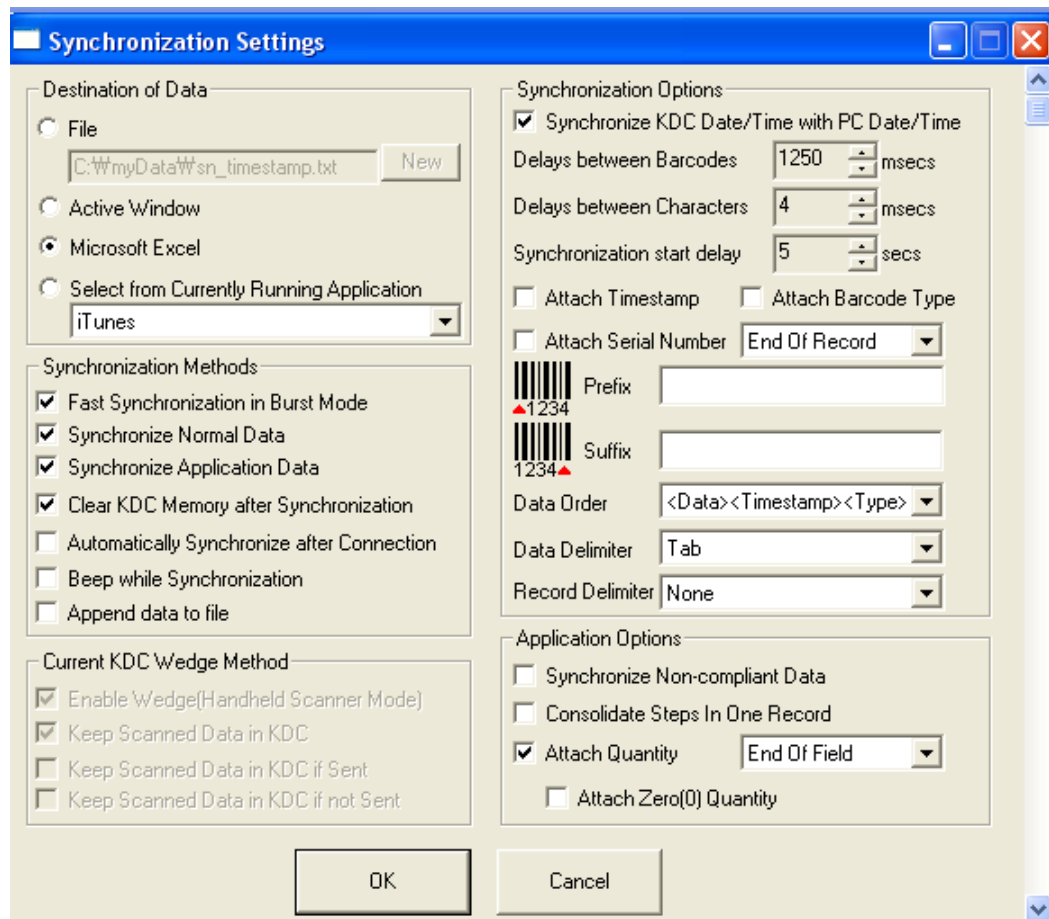 Synchronization Settings
Destination of Data
File
C:₩myData₩sn_timestamp.txt New
Active Window
Microsoft Excel
Select from Currently Running Application
iTunes
Synchronization Methods
Fast Synchronization in Burst Mode
Synchronize Normal Data
Synchronize Application Data
Clear KDC Memory after Synchronization
Automatically Synchronize after Connection
Beep while Synchronization
Append data to file
Current KDC Wedge Method
Enable Wedge(Handheld Scanner Mode)
Keep Scanned Data in KDC
Keep Scanned Data in KDC if Sent
Keep Scanned Data in KDC if not Sent
Synchronization Options
Synchronize KDC Date/Time with PC Date/Time
Delays between Barcodes 1250 msecs
Delays between Characters 4 msecs
Synchronization start delay 5 secs
Attach Timestamp Attach Barcode Type
Attach Serial Number End Of Record
Prefix
1234
Suffix
1234
Data Order <Data><Timestamp><Type>
Data Delimiter Tab
Record Delimiter None
Application Options
Synchronize Non-compliant Data
Consolidate Steps In One Record
Attach Quantity End Of Field
Attach Zero(0) Quantity
OK Cancel